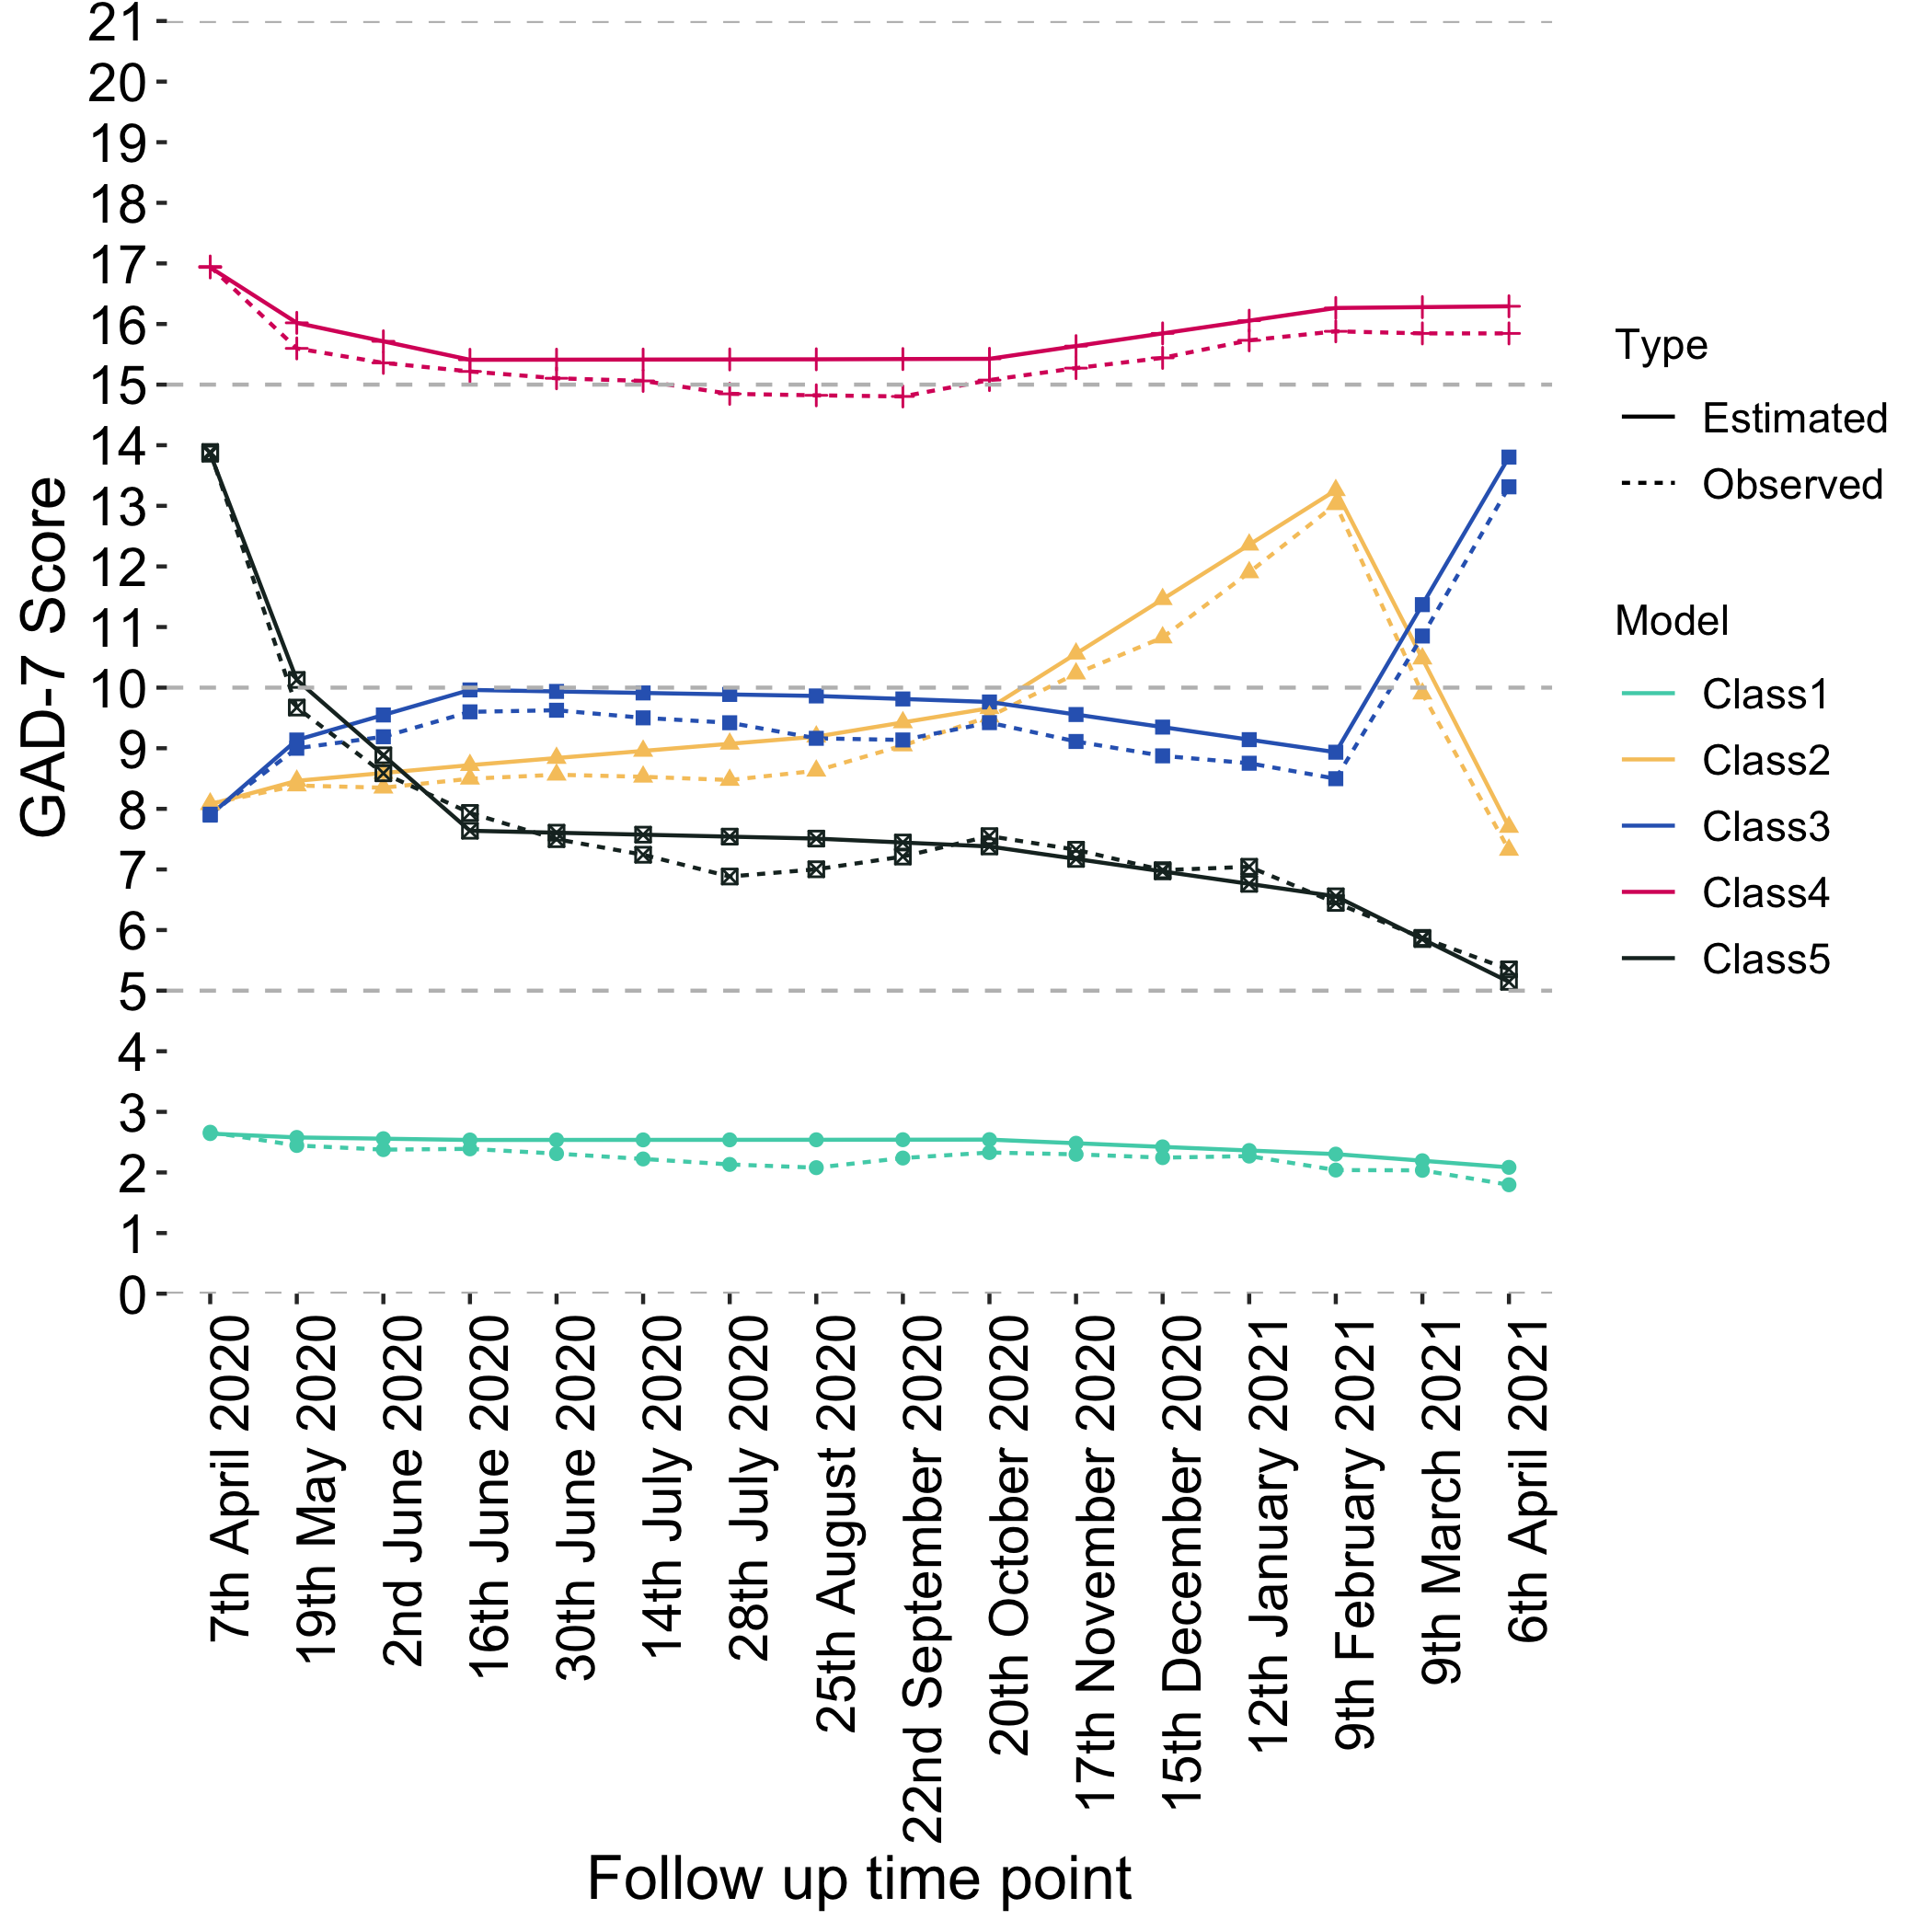 21
20
19
18
17
16
15
14
13
12
11
10
9
8
7
6
5
4
3
2
1
0
GAD-7 Score
7th April 2020
19th May 2020
2nd June 2020
16th June 2020
30th June 2020
14th July 2020
28th July 2020
25th August 2020
22nd September 2020
20th October 2020
17th November 2020
15th December 2020
12th January 2021
9th February 2021
9th March 2021
6th April 2021
Follow up time point
Type
Estimated
Observed
Model
Class1
Class2
Class3
Class4
Class5